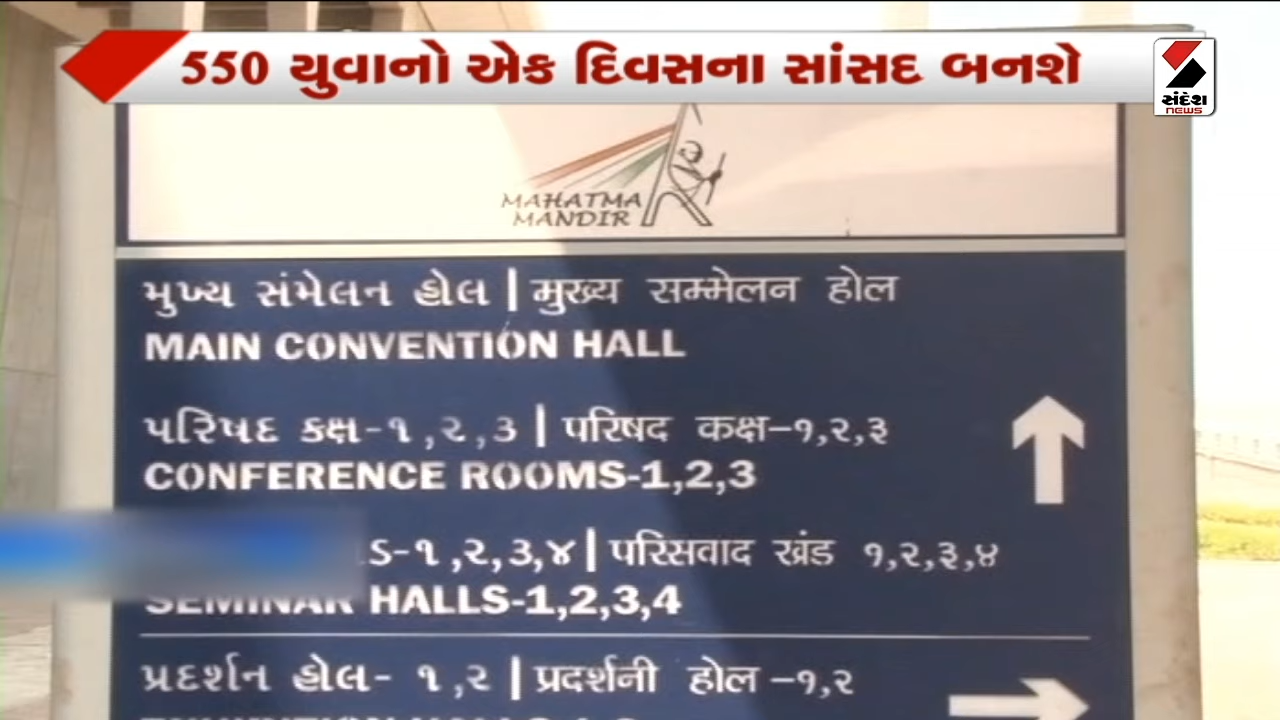 550 યુવાનો એક દિવસના સાંસદ બનશે
સંદેશ
NEWS
MAHATMA
MANDIR
મુખ્ય સંમેલન હોલ | मुख्य सम्मेलन होल
MAIN CONVENTION HALL
પરિષદ કક્ષ-૧,૨,૩ | परिषद कक्ष-१,२,३
CONFERENCE ROOMS-1,2,3
-૧,૨,૩,૪ | परिसवाद खंड १,२,३,४
SEMINAR HALLS-1,2,3,4
પ્રદર્શન હોલ- ૧,૨ | प्रदर्शनी होल -१,२